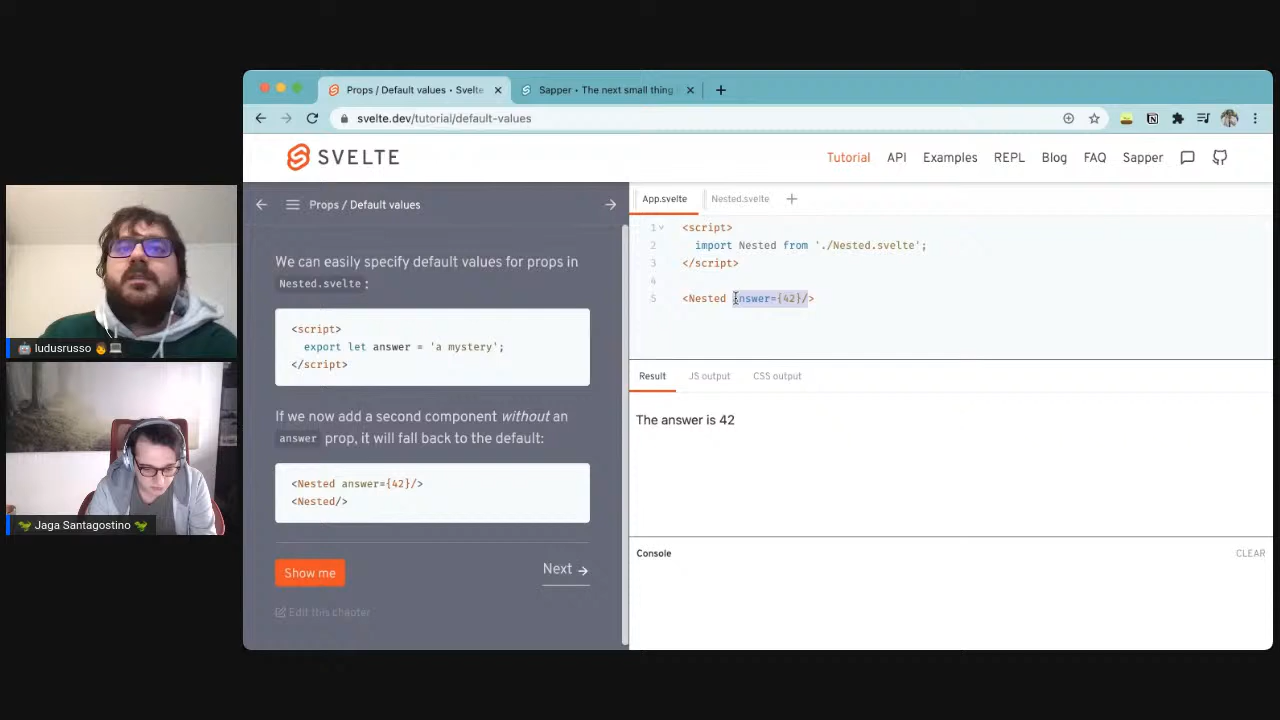 Props / Default values • Svelte
Sapper • The next small thing
svelte.dev/tutorial/default-values
SVELTE
Tutorial
API
Examples
REPL
Blog
FAQ
Sapper
Props / Default values
We can easily specify default values for props in
Nested.svelte :
<script>
export let answer = 'a mystery';
</script>
If we now add a second component without an
answer prop, it will fall back to the default:
<Nested answer={42}/>
<Nested/>
Show me
Next
Edit this chapter
App.svelte
Nested.svelte
1 <script>
2 import Nested from './Nested.svelte';
3 </script>
4
5 <Nested answer={42}/>
Result
JS output
CSS output
The answer is 42
Console
CLEAR
🤖 ludusrusso 👨‍💻
🦖 Jaga Santagostino 🦖